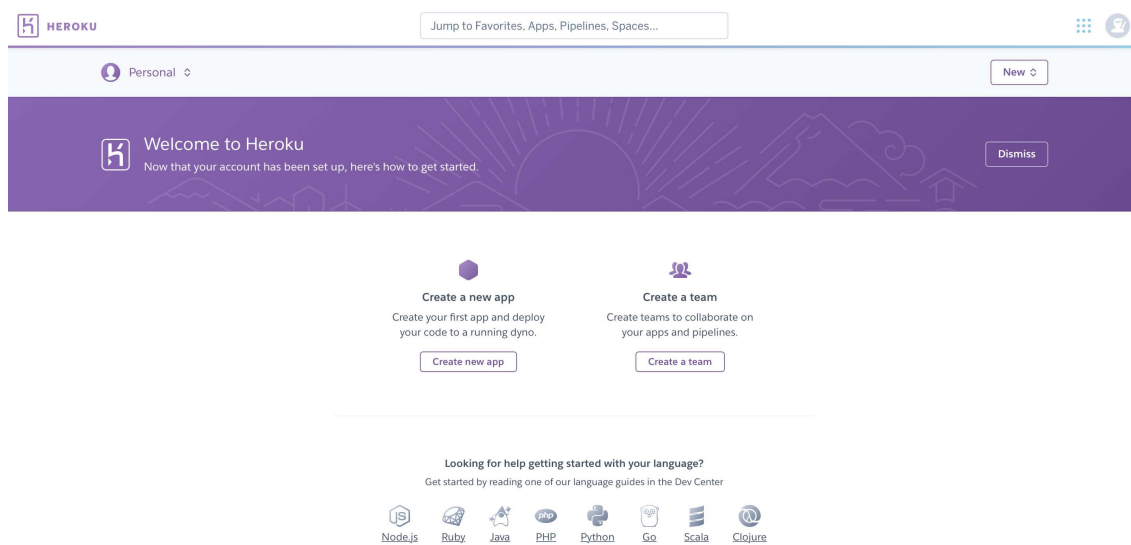 HEROKU
Jump to Favorites, Apps, Pipelines, Spaces...
Personal
New
Welcome to Heroku
Now that your account has been set up, here's how to get started.
Dismiss
Create a new app
Create your first app and deploy
your code to a running dyno.
Create new app
Create a team
Create teams to collaborate on
your apps and pipelines.
Create a team
Looking for help getting started with your language?
Get started by reading one of our language guides in the Dev Center
JS
php
Node.js Ruby Java PHP Python Go Scala Clojure